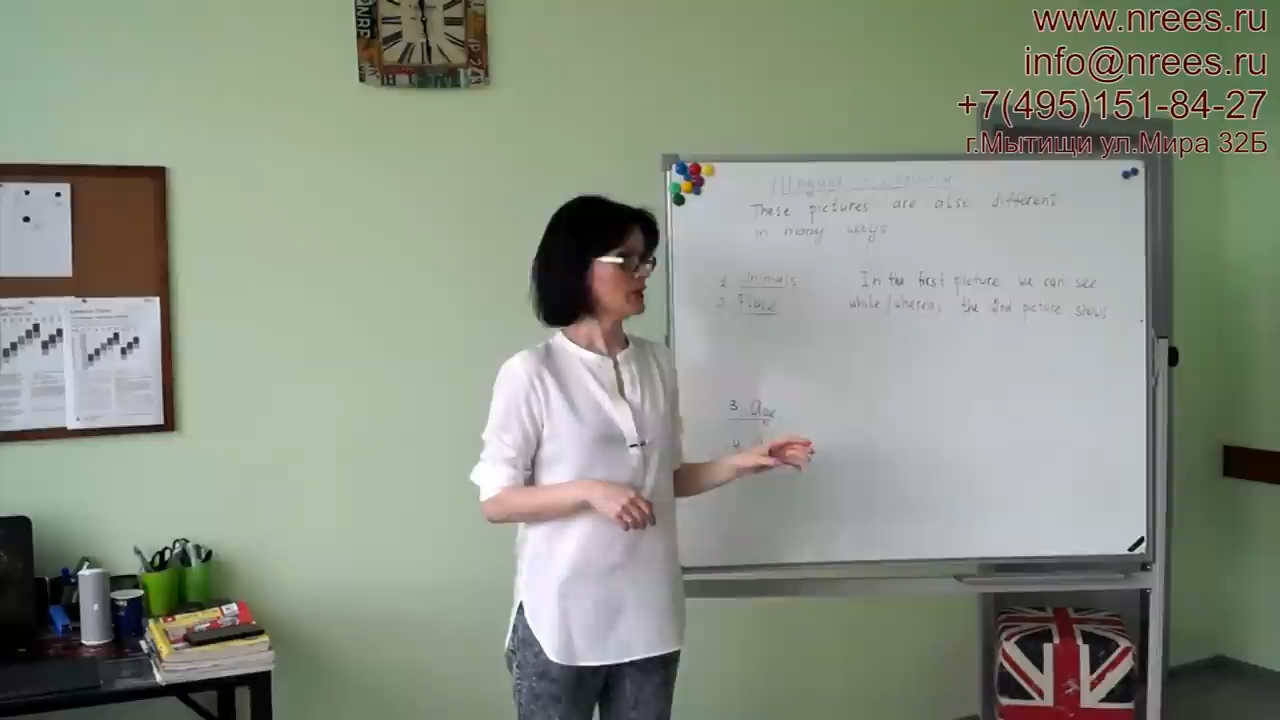 www.nrees.ru
info@nrees.ru
+7(495)151-84-27
г.Мытищи ул.Мира 32Б
These pictures are also different
in many ways
1. Animals
2. Place
In the first picture we can see
while/whereas the 2nd picture shows
3. Age
4.